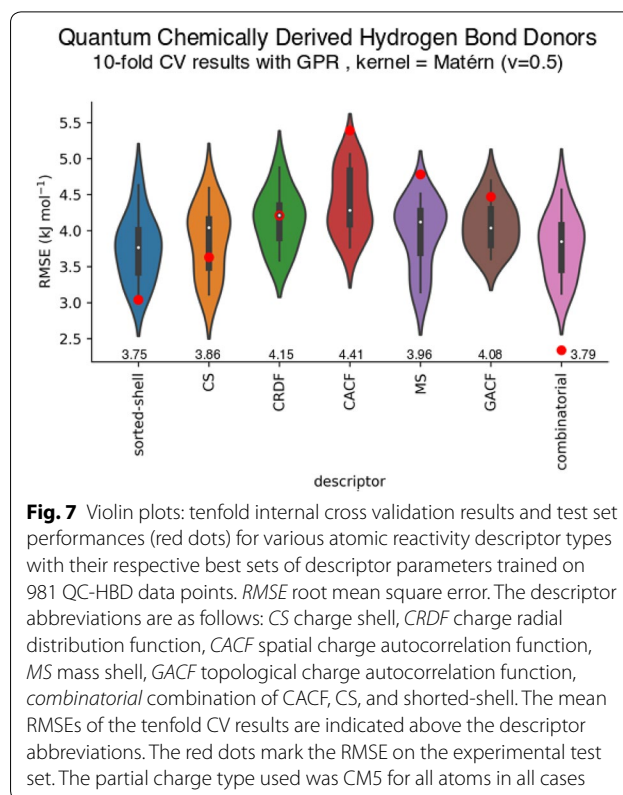 Quantum Chemically Derived Hydrogen Bond Donors
10-fold CV results with GPR , kernel = Matérn (v=0.5)
RMSE (kJ mol⁻¹)
5.5
5.0
4.5
4.0
3.5
3.0
2.5
3.75 3.86 4.15 4.41 3.96 4.08 3.79
sorted-shell CS CRDF CACF MS GACF combinatorial
descriptor
Fig. 7 Violin plots: tenfold internal cross validation results and test set
performances (red dots) for various atomic reactivity descriptor types
with their respective best sets of descriptor parameters trained on
981 QC-HBD data points. RMSE root mean square error. The descriptor
abbreviations are as follows: CS charge shell, CRDF charge radial
distribution function, CACF spatial charge autocorrelation function,
MS mass shell, GACF topological charge autocorrelation function,
combinatorial combination of CACF, CS, and shorted-shell. The mean
RMSEs of the tenfold CV results are indicated above the descriptor
abbreviations. The red dots mark the RMSE on the experimental test
set. The partial charge type used was CM5 for all atoms in all cases